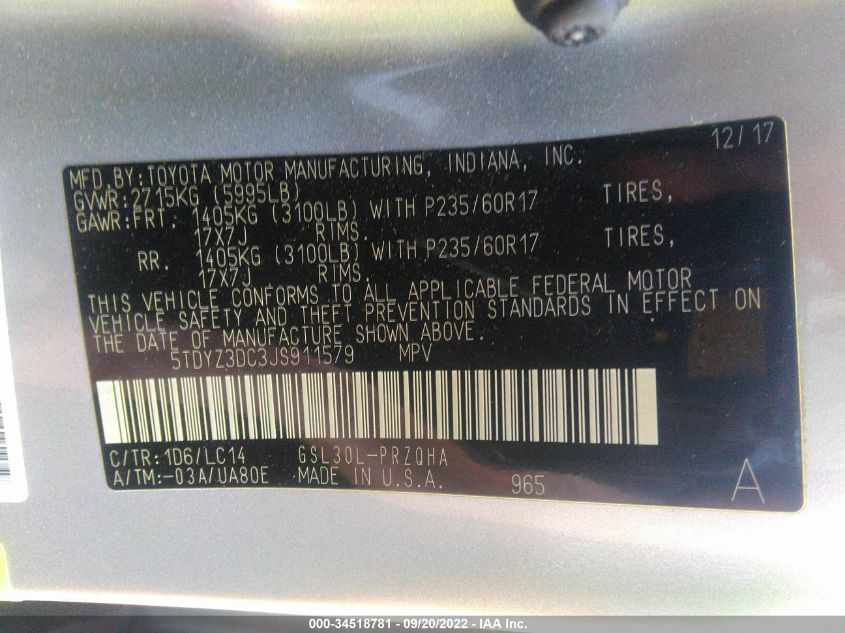 12/17
MFD.BY:TOYOTA MOTOR MANUFACTURING, INDIANA, INC.
GVWR:2715KG (5995LB)
GAWR:FRT. 1405KG (3100LB) WITH P235/60R17 TIRES,
17X7J RIMS.
RR. 1405KG (3100LB) WITH P235/60R17 TIRES,
17X7J RIMS.
THIS VEHICLE CONFORMS TO ALL APPLICABLE FEDERAL MOTOR
VEHICLE SAFETY AND THEFT PREVENTION STANDARDS IN EFFECT ON
THE DATE OF MANUFACTURE SHOWN ABOVE.
5TDYZ3DC3JS911579 MPV
C/TR:1D6/LC14 GSL30L-PRZQHA
A/TM:-03A/UA80E MADE IN U.S.A. 965 A
000-34518781 - 09/20/2022 - IAA Inc.